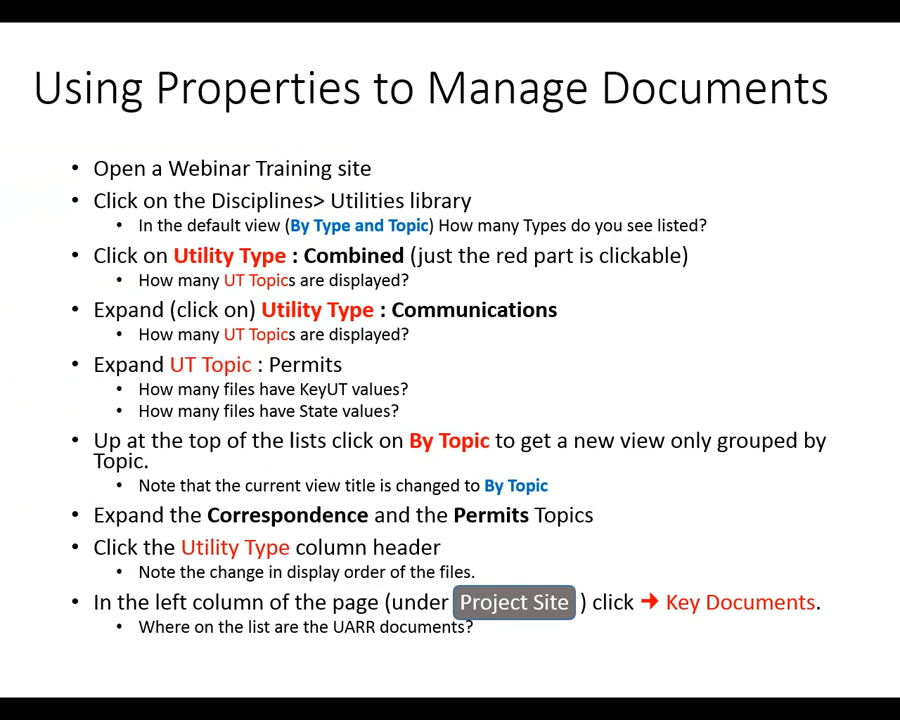 Using Properties to Manage Documents
• Open a Webinar Training site
• Click on the Disciplines> Utilities library
• In the default view (By Type and Topic) How many Types do you see listed?
• Click on Utility Type : Combined (just the red part is clickable)
• How many UT Topics are displayed?
• Expand (click on) Utility Type : Communications
• How many UT Topics are displayed?
• Expand UT Topic : Permits
• How many files have KeyUT values?
• How many files have State values?
• Up at the top of the lists click on By Topic to get a new view only grouped by
Topic.
• Note that the current view title is changed to By Topic
• Expand the Correspondence and the Permits Topics
• Click the Utility Type column header
• Note the change in display order of the files.
• In the left column of the page (under Project Site ) click ➜ Key Documents.
• Where on the list are the UARR documents?